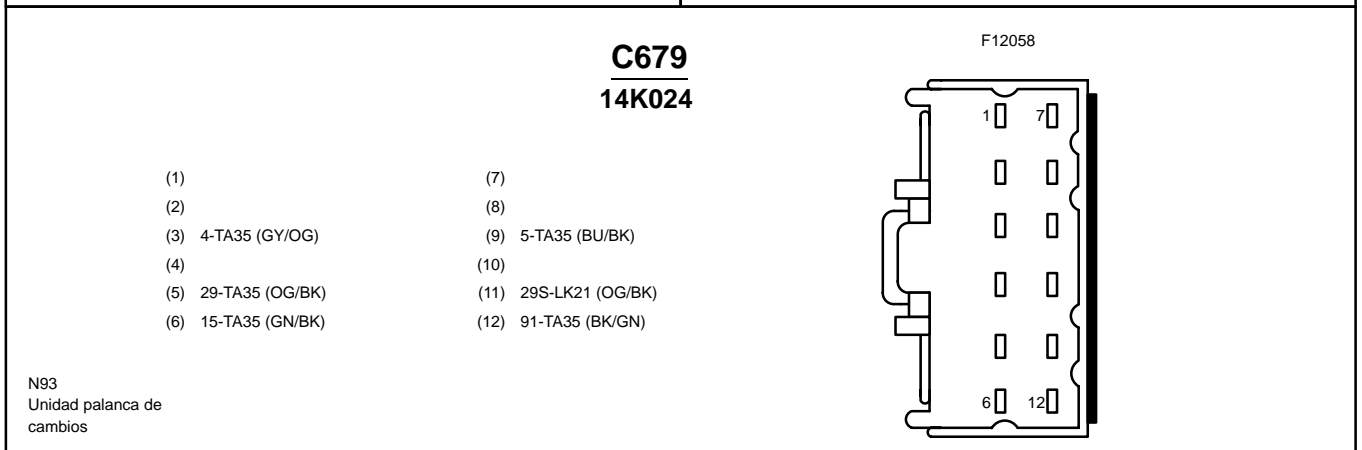 C679
14K024
F12058
(1)
(2)
(3) 4-TA35 (GY/OG)
(4)
(5) 29-TA35 (OG/BK)
(6) 15-TA35 (GN/BK)
(7)
(8)
(9) 5-TA35 (BU/BK)
(10)
(11) 29S-LK21 (OG/BK)
(12) 91-TA35 (BK/GN)
1 7
6 12
N93
Unidad palanca de
cambios